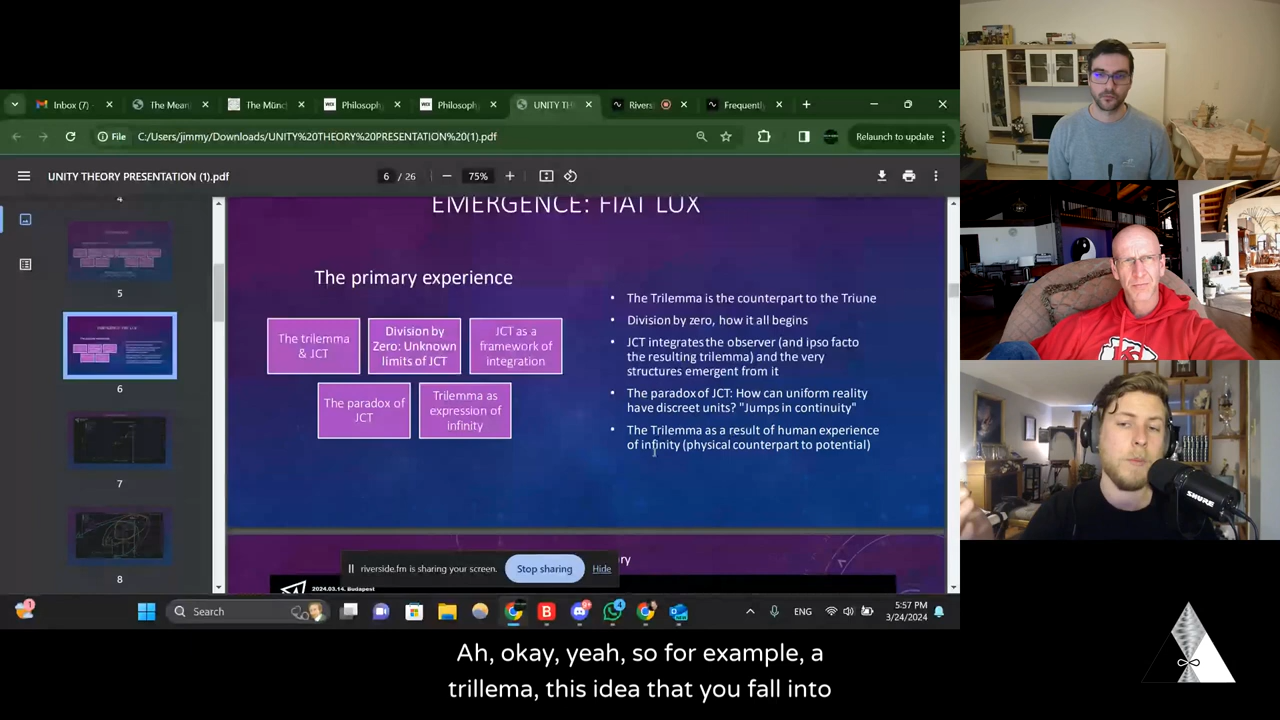 Inbox (7)
The Mean
The Münc
Philosoph
Philosoph
UNITY TH
Rivers
Frequentl
File
C:/Users/jimmy/Downloads/UNITY%20THEORY%20PRESENTATION%20(1).pdf
Relaunch to update
UNITY THEORY PRESENTATION (1).pdf
6 / 26
75%
4
5
6
7
8
EMERGENCE: FIAT LUX
The primary experience
The trilemma
& JCT
Division by
Zero: Unknown
limits of JCT
JCT as a
framework of
integration
The paradox of
JCT
Trilemma as
expression of
infinity
• The Trilemma is the counterpart to the Triune
• Division by zero, how it all begins
• JCT integrates the observer (and ipso facto
the resulting trilemma) and the very
structures emergent from it
• The paradox of JCT: How can uniform reality
have discreet units? "Jumps in continuity"
• The Trilemma as a result of human experience
of infinity (physical counterpart to potential)
ry
2024.03.14. Budapest
riverside.fm is sharing your screen.
Stop sharing
Hide
Search
ENG
5:57 PM
3/24/2024
SHURE
Ah, okay, yeah, so for example, a
trillema, this idea that you fall into